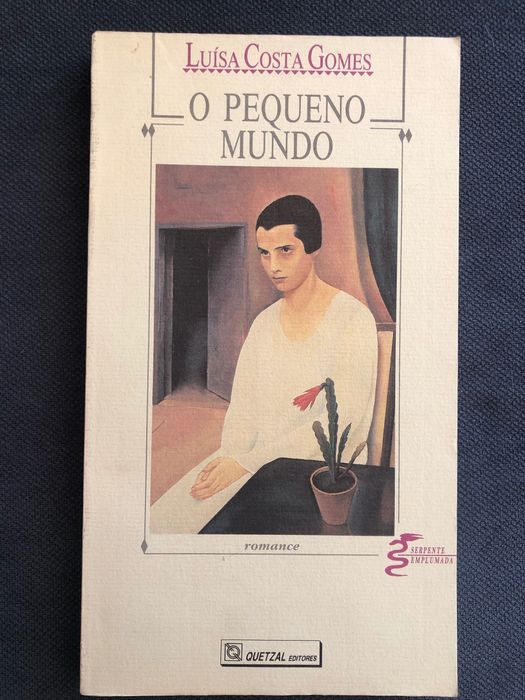 LUÍSA COSTA GOMES
O PEQUENO
MUNDO
romance
SERPENTE
EMPLUMADA
QUETZAL EDITORES